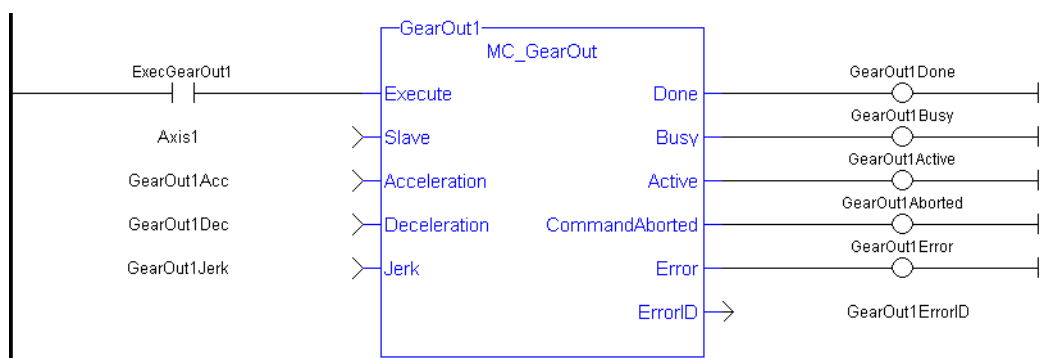 GearOut1
MC_GearOut
ExecGearOut1
Execute
Done
GearOut1Done
Axis1
Slave
Busy
GearOut1Busy
GearOut1Acc
Acceleration
Active
GearOut1Active
GearOut1Dec
Deceleration
CommandAborted
GearOut1Aborted
GearOut1Jerk
Jerk
Error
GearOut1Error
ErrorID
GearOut1ErrorID